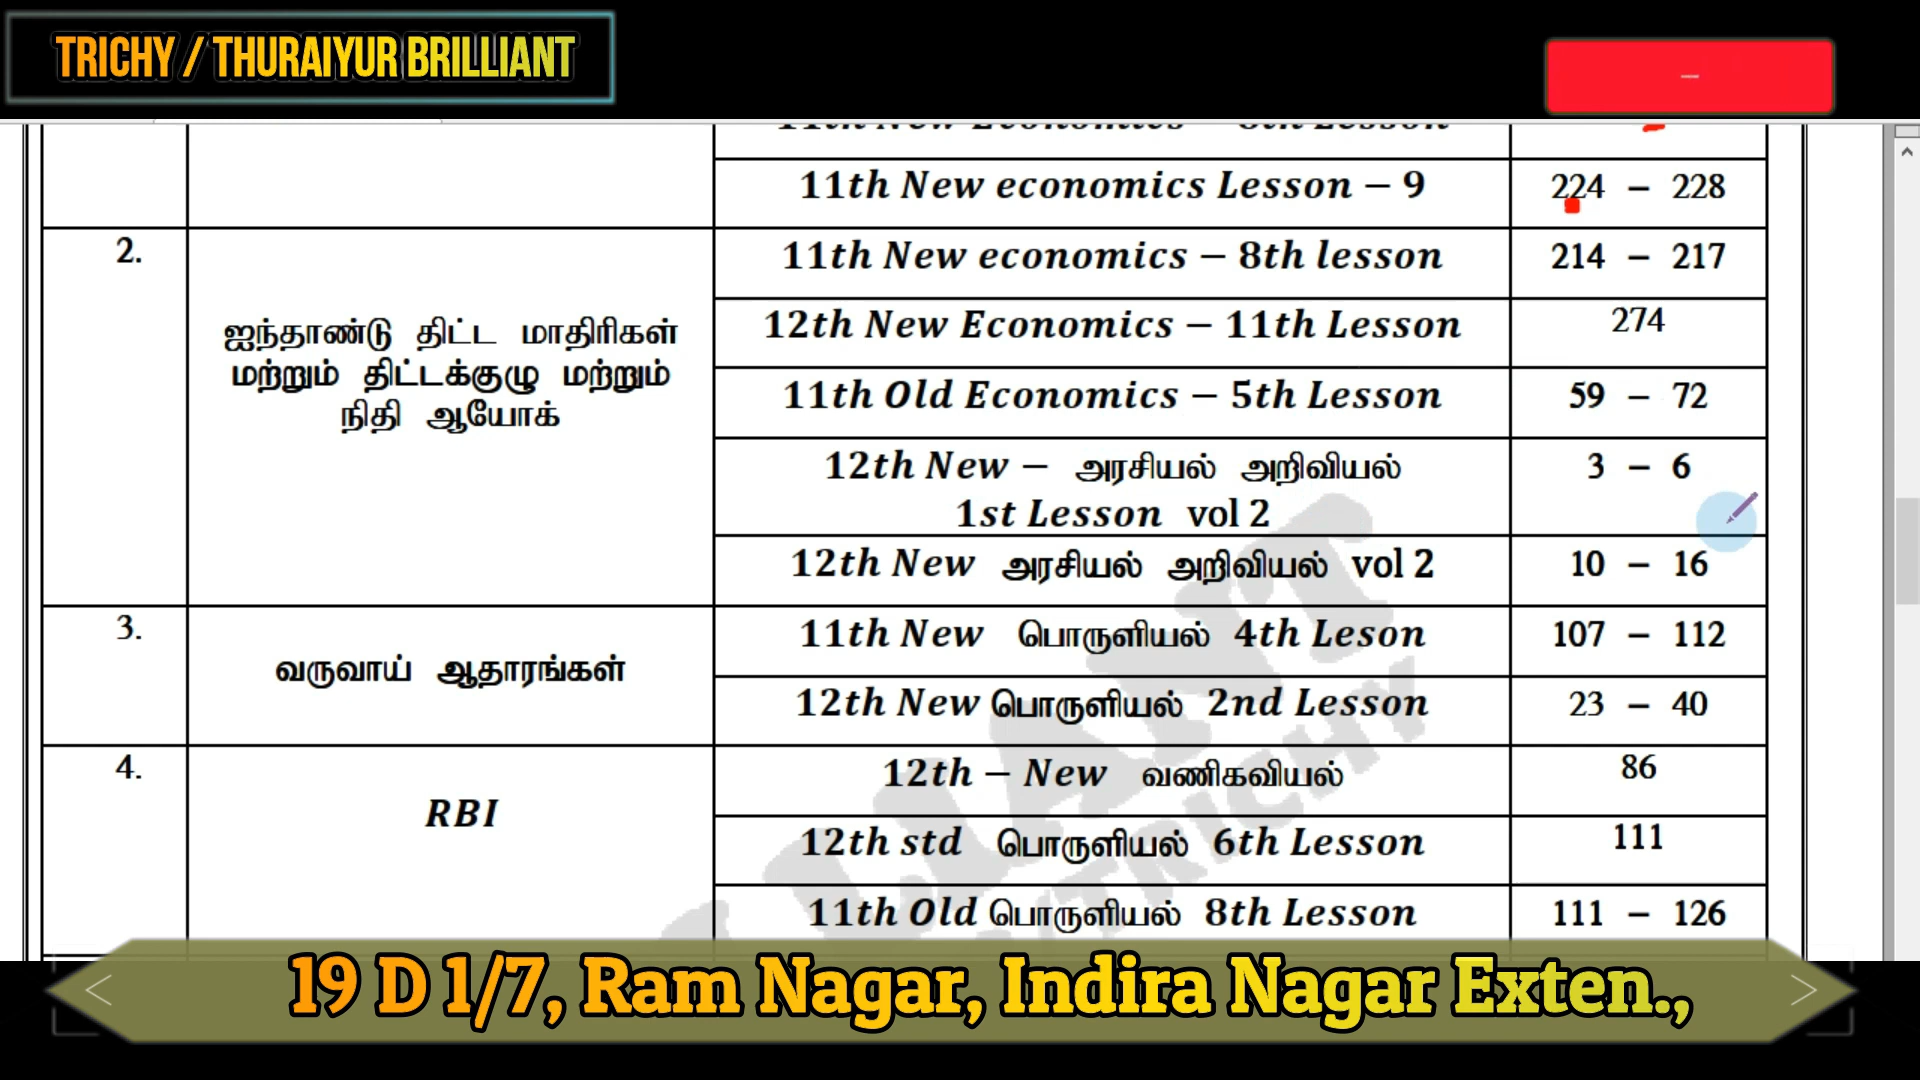 TRICHY / THURAIYUR BRILLIANT
11th New economics Lesson – 9 224 – 228
2. ஐந்தாண்டு திட்ட மாதிரிகள்
மற்றும் திட்டக்குழு மற்றும்
நிதி ஆயோக்
11th New economics – 8th lesson 214 – 217
12th New Economics – 11th Lesson 274
11th Old Economics – 5th Lesson 59 – 72
12th New – அரசியல் அறிவியல்
1st Lesson vol 2 3 – 6
12th New அரசியல் அறிவியல் vol 2 10 – 16
3. வருவாய் ஆதாரங்கள்
11th New பொருளியல் 4th Leson 107 – 112
12th New பொருளியல் 2nd Lesson 23 – 40
4. RBI
12th – New வணிகவியல் 86
12th std பொருளியல் 6th Lesson 111
11th Old பொருளியல் 8th Lesson 111 – 126
19 D 1/7, Ram Nagar, Indira Nagar Exten.,